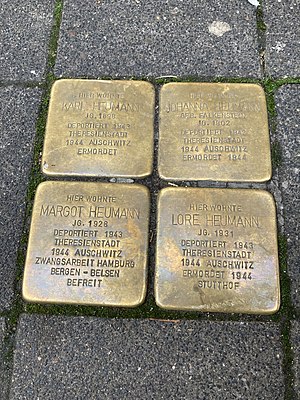 HIER WOHNTE
KARL HEUMANN
JG.
DEPORTIERT 1943
THERESIENSTADT
1944 AUSCHWITZ
ERMORDET
HIER WOHNTE
JOHANNA HEUMANN
GEB. FALKENSTEIN
JG. 1902
DEPORTIERT 1943
THERESIENSTADT
1944 AUSCHWITZ
ERMORDET 1944
HIER WOHNTE
MARGOT HEUMANN
JG. 1928
DEPORTIERT 1943
THERESIENSTADT
1944 AUSCHWITZ
ZWANGSARBEIT HAMBURG
BERGEN - BELSEN
BEFREIT
HIER WOHNTE
LORE HEUMANN
JG. 1931
DEPORTIERT 1943
THERESIENSTADT
1944 AUSCHWITZ
ERMORDET 1944
STUTTHOF